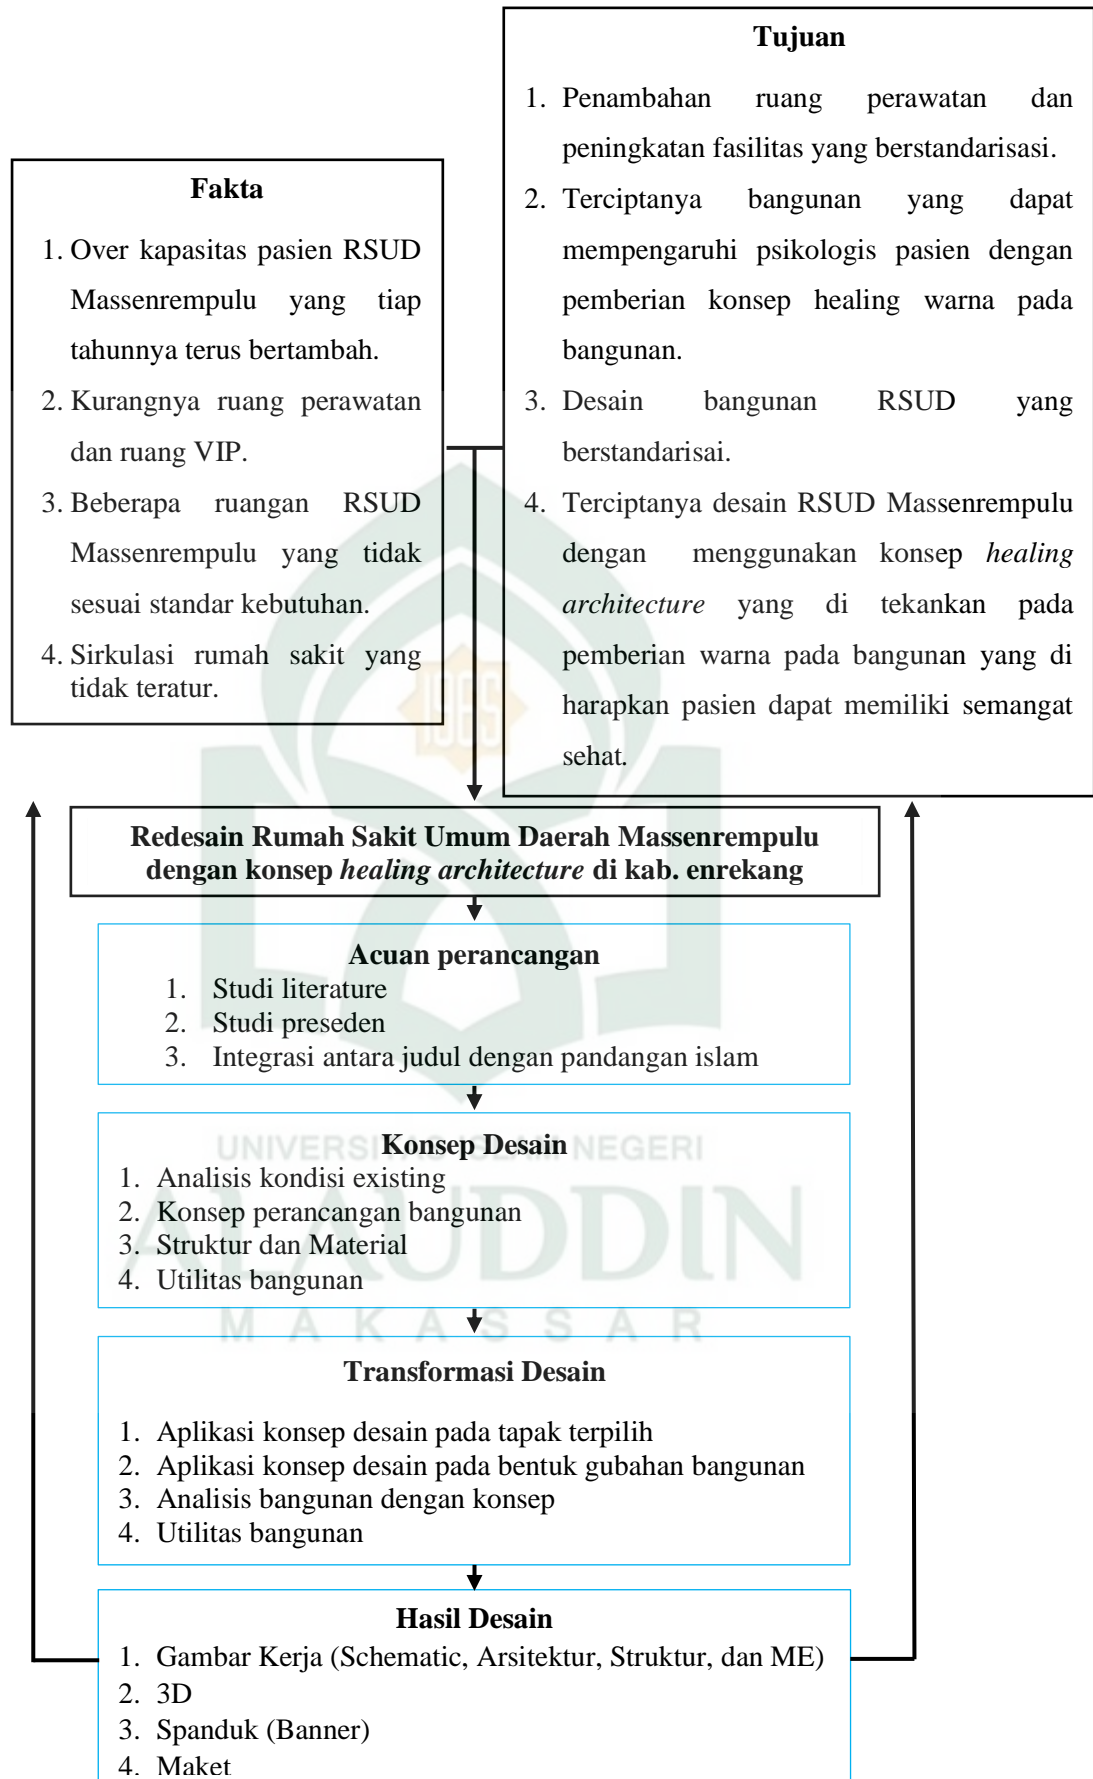 Fakta
1. Over kapasitas pasien RSUD
Massenrempulu yang tiap
tahunnya terus bertambah.
2. Kurangnya ruang perawatan
dan ruang VIP.
3. Beberapa ruangan RSUD
Massenrempulu yang tidak
sesuai standar kebutuhan.
4. Sirkulasi rumah sakit yang
tidak teratur.
Tujuan
1. Penambahan ruang perawatan dan
peningkatan fasilitas yang berstandarisasi.
2. Terciptanya bangunan yang dapat
mempengaruhi psikologis pasien dengan
pemberian konsep healing warna pada
bangunan.
3. Desain bangunan RSUD yang
berstandarisai.
4. Terciptanya desain RSUD Massenrempulu
dengan menggunakan konsep healing
architecture yang di tekankan pada
pemberian warna pada bangunan yang di
harapkan pasien dapat memiliki semangat
sehat.
1965
Redesain Rumah Sakit Umum Daerah Massenrempulu
dengan konsep healing architecture di kab. enrekang
Acuan perancangan
1. Studi literature
2. Studi preseden
3. Integrasi antara judul dengan pandangan islam
UNIVERSITAS ISLAM NEGERI
ALAUDDIN
MAKASSAR
Konsep Desain
1. Analisis kondisi existing
2. Konsep perancangan bangunan
3. Struktur dan Material
4. Utilitas bangunan
Transformasi Desain
1. Aplikasi konsep desain pada tapak terpilih
2. Aplikasi konsep desain pada bentuk gubahan bangunan
3. Analisis bangunan dengan konsep
4. Utilitas bangunan
Hasil Desain
1. Gambar Kerja (Schematic, Arsitektur, Struktur, dan ME)
2. 3D
3. Spanduk (Banner)
4. Maket